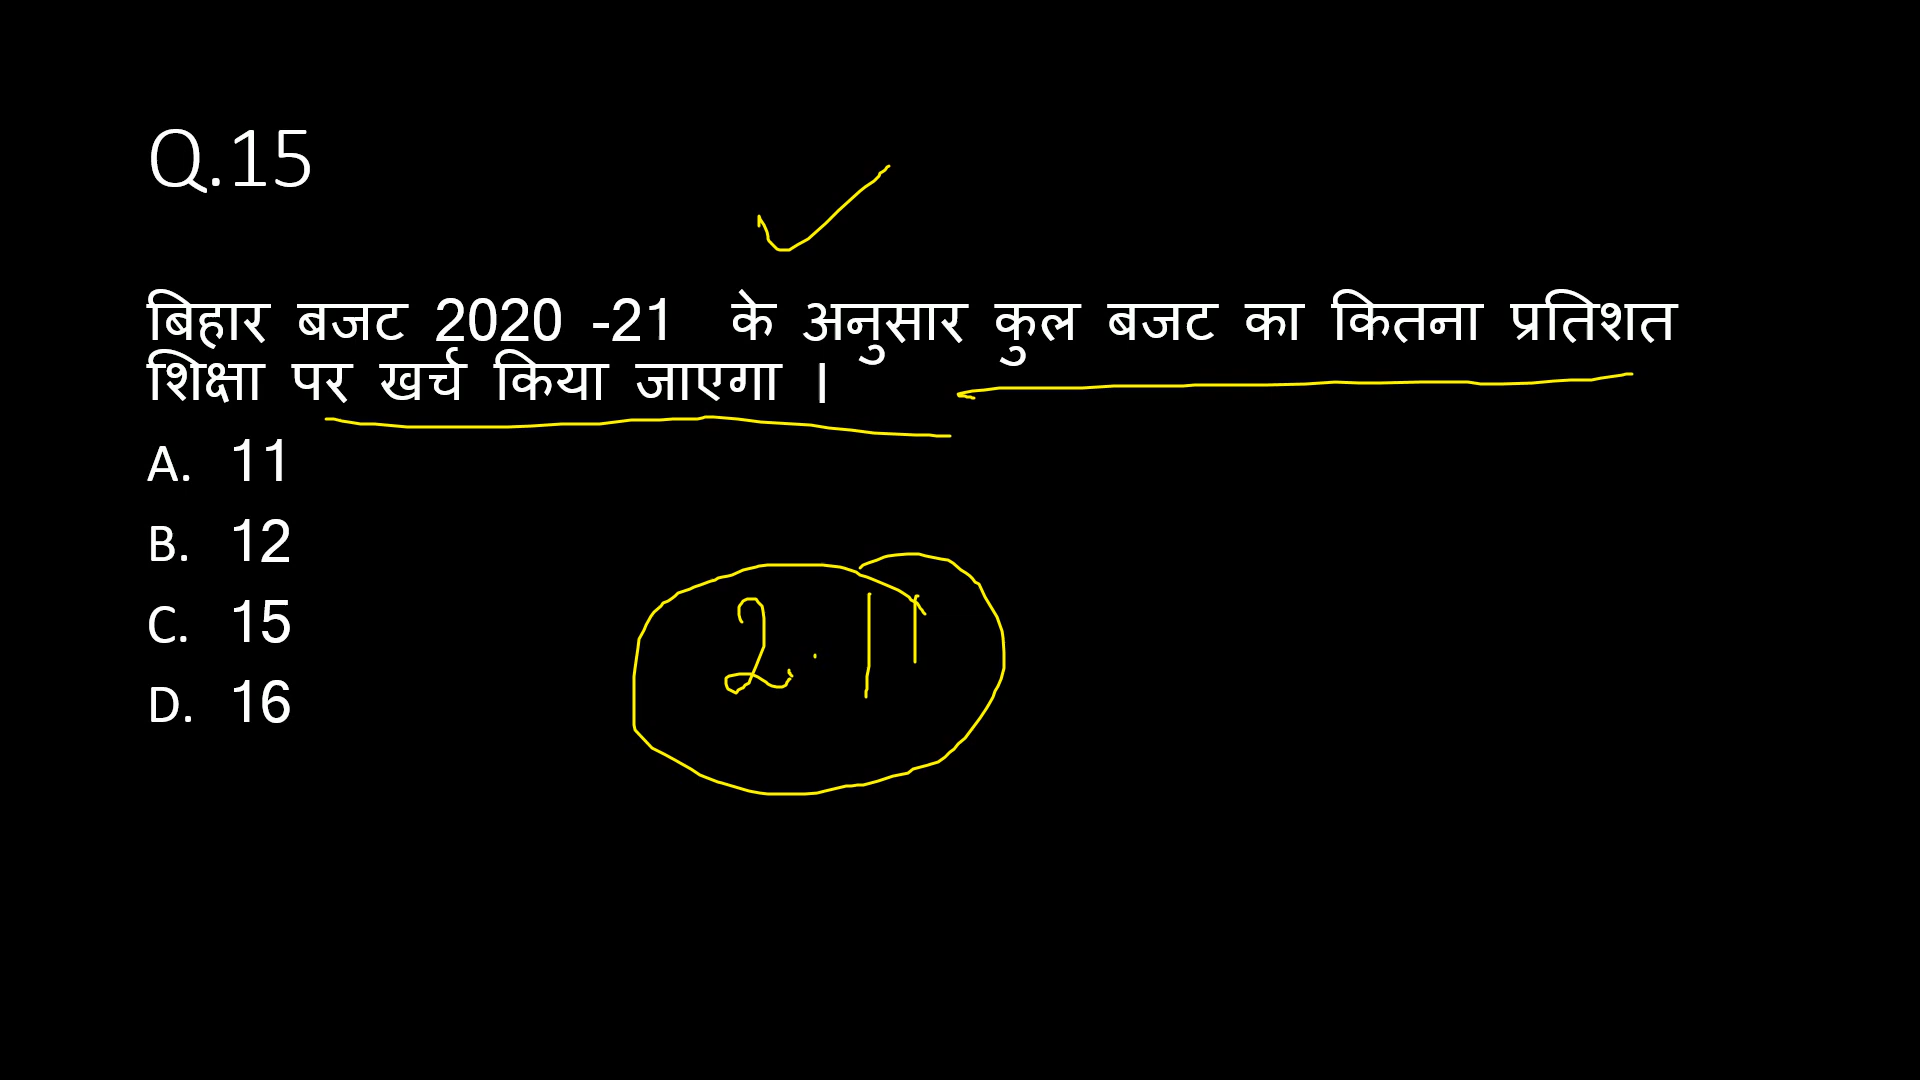 Q.15
बिहार बजट 2020 -21 के अनुसार कुल बजट का कितना प्रतिशत
शिक्षा पर खर्च किया जाएगा ।
A. 11
B. 12
C. 15
D. 16
2.11